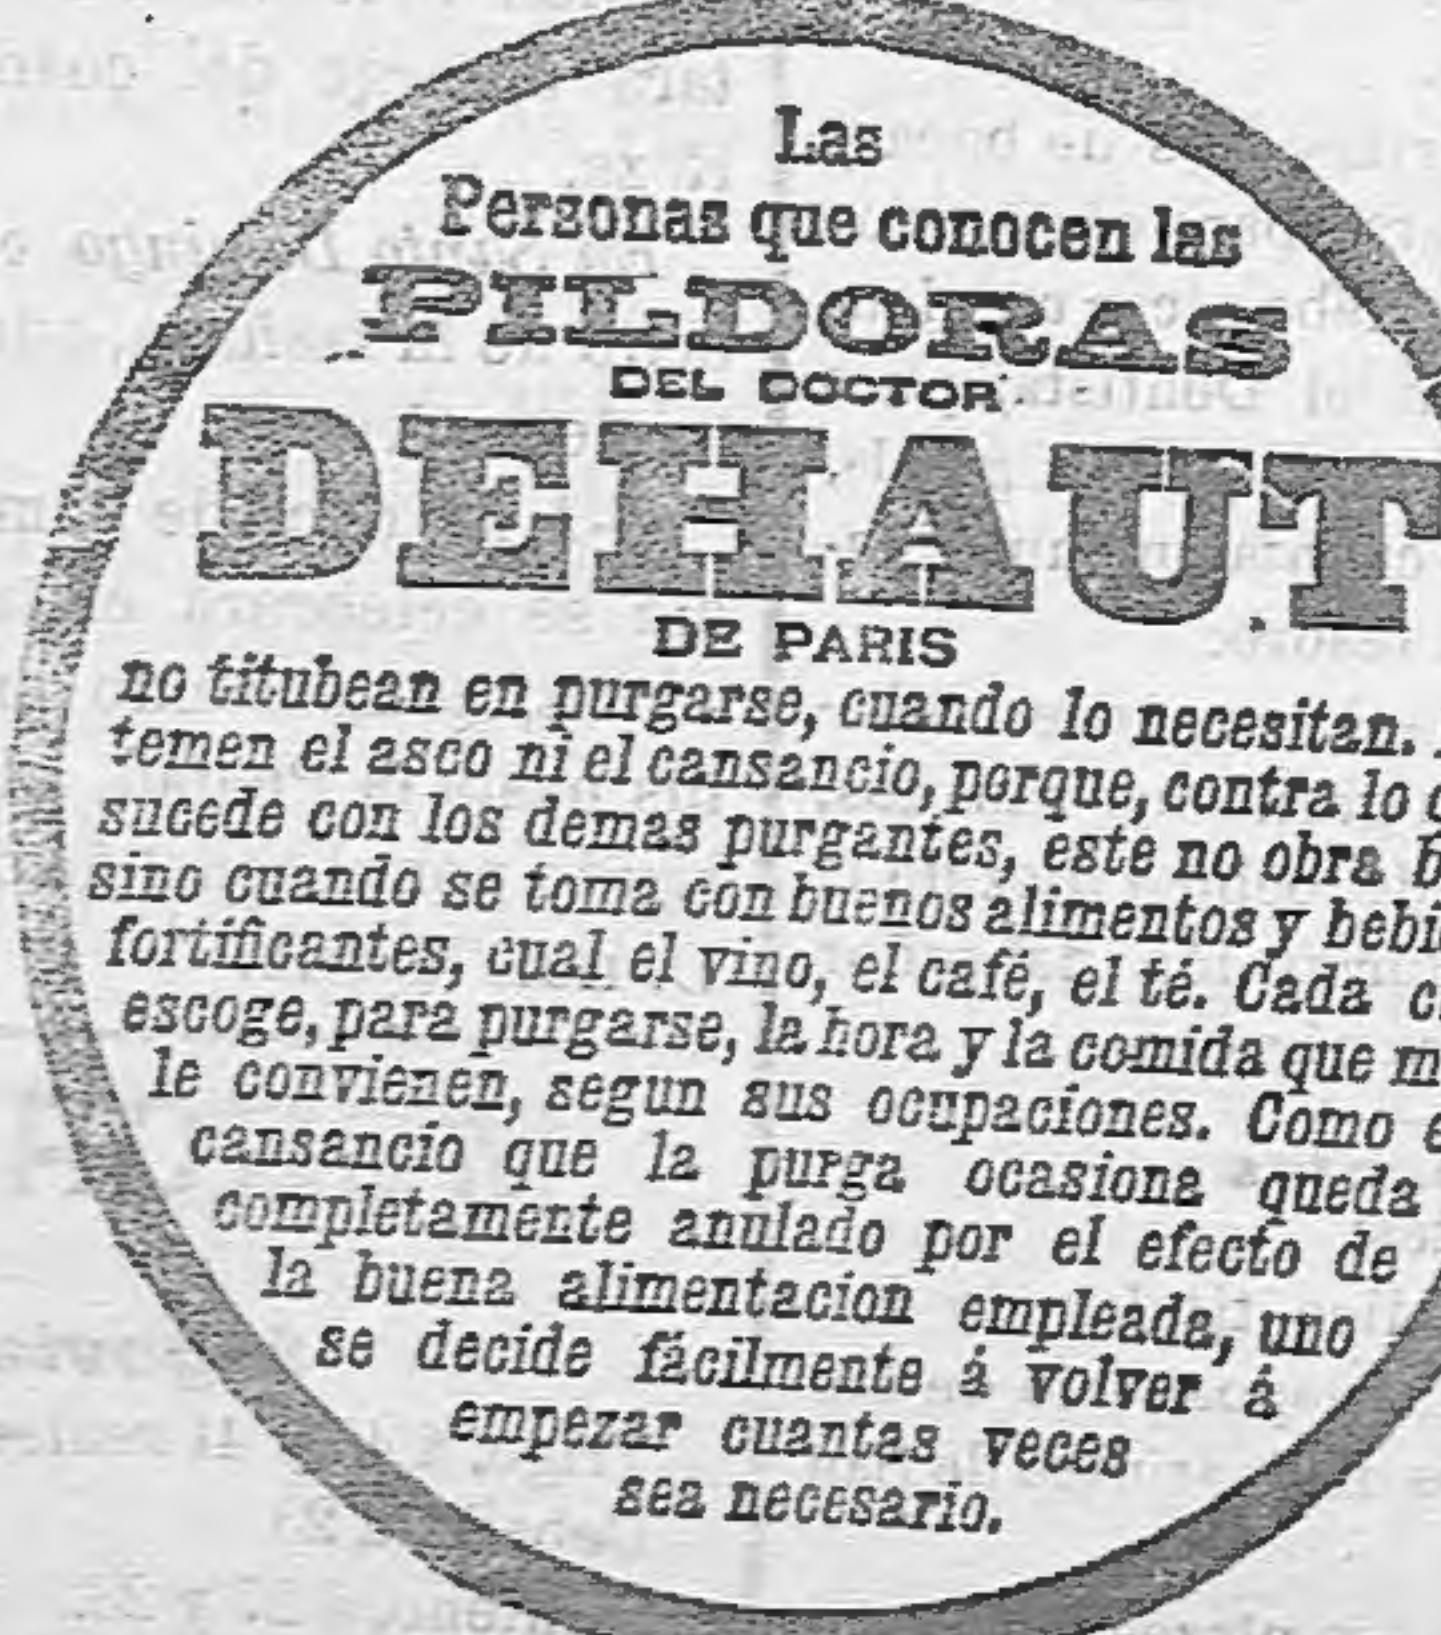 Las
Personas que conocen las
PILDORAS
DEL DOCTOR
DEHAUT
DE PARIS
no titubean en purgarse, cuando lo necesitan.
temen el asco ni el cansancio, porque, contra lo
sucede con los demas purgantes, este no obra
sino cuando se toma con buenos alimentos y
fortificantes, cual el vino, el café, el té. Cada
escoge, para purgarse, la hora y la comida que
le convienen, segun sus ocupaciones. Como
cansancio que la purga ocasiona queda
completamente anulado por el efecto de
la buena alimentacion empleada, uno
se decide fácilmente á volver á
empezar cuantas veces
sea necesario.